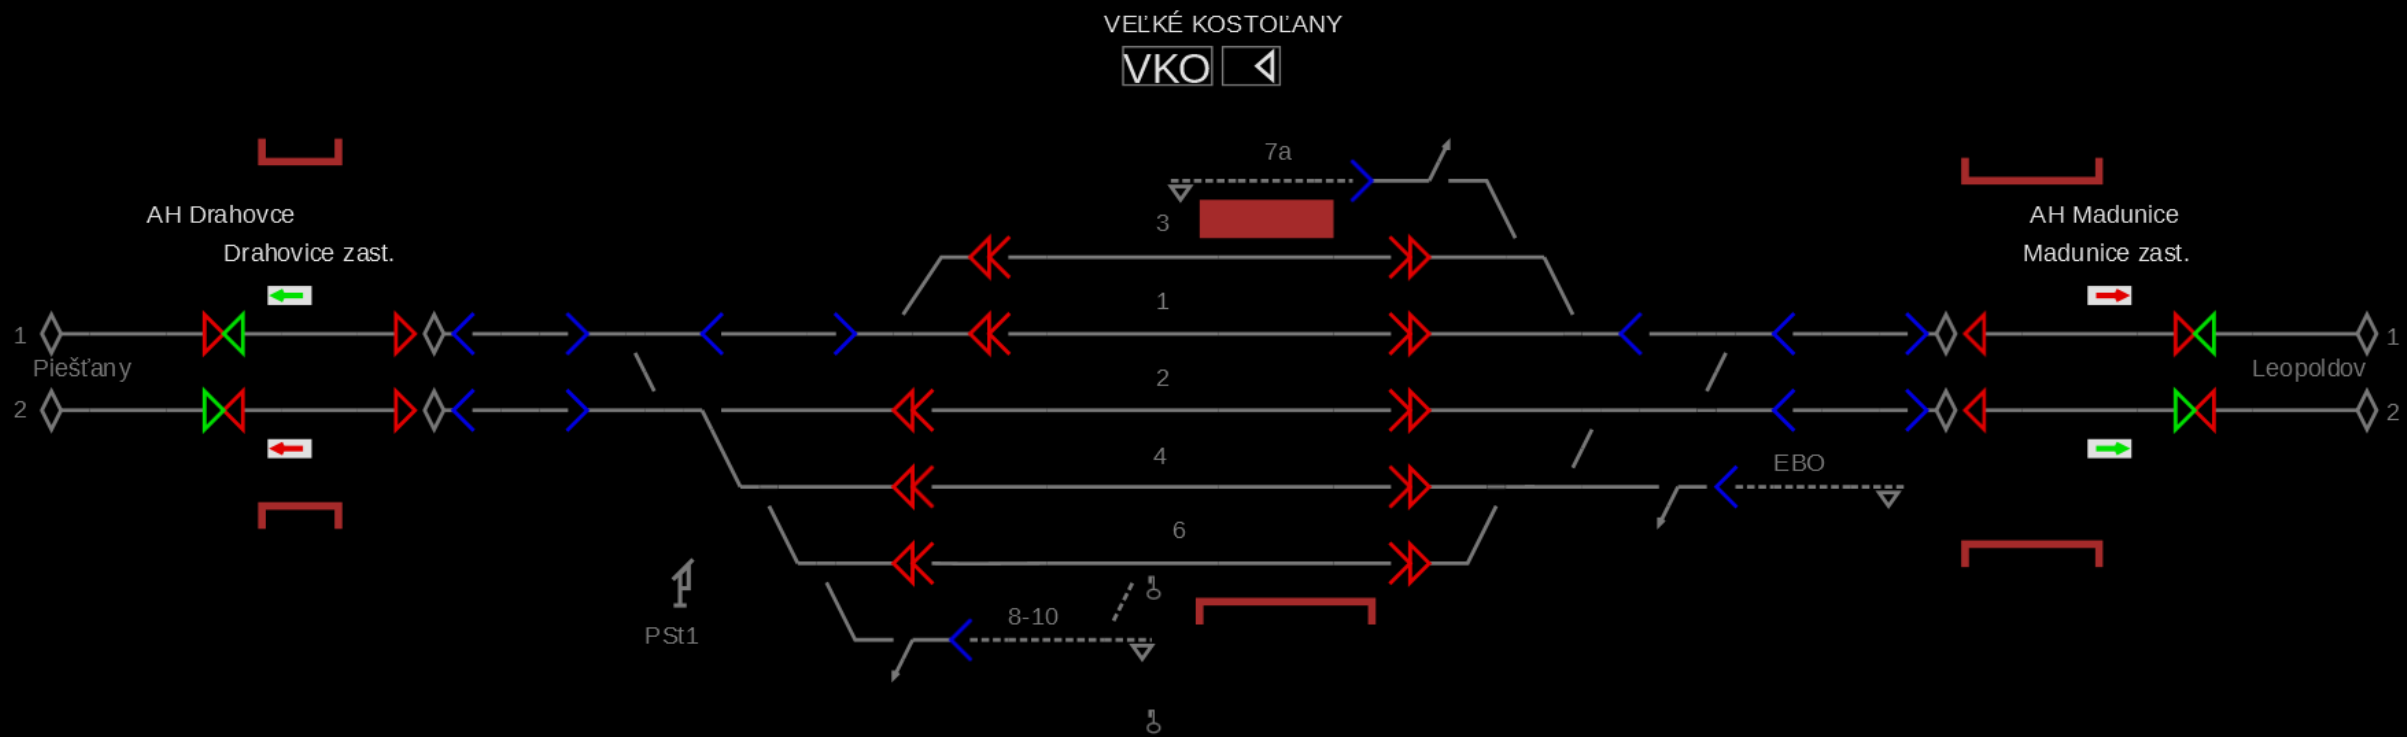 VEĽKÉ KOSTOĽANY
VKO
7a
AH Drahovce
AH Madunice
3
Drahovice zast.
Madunice zast.
1
1
1
Piešťany
Leopoldov
2
2
2
4
EBO
6
8-10
PSt1